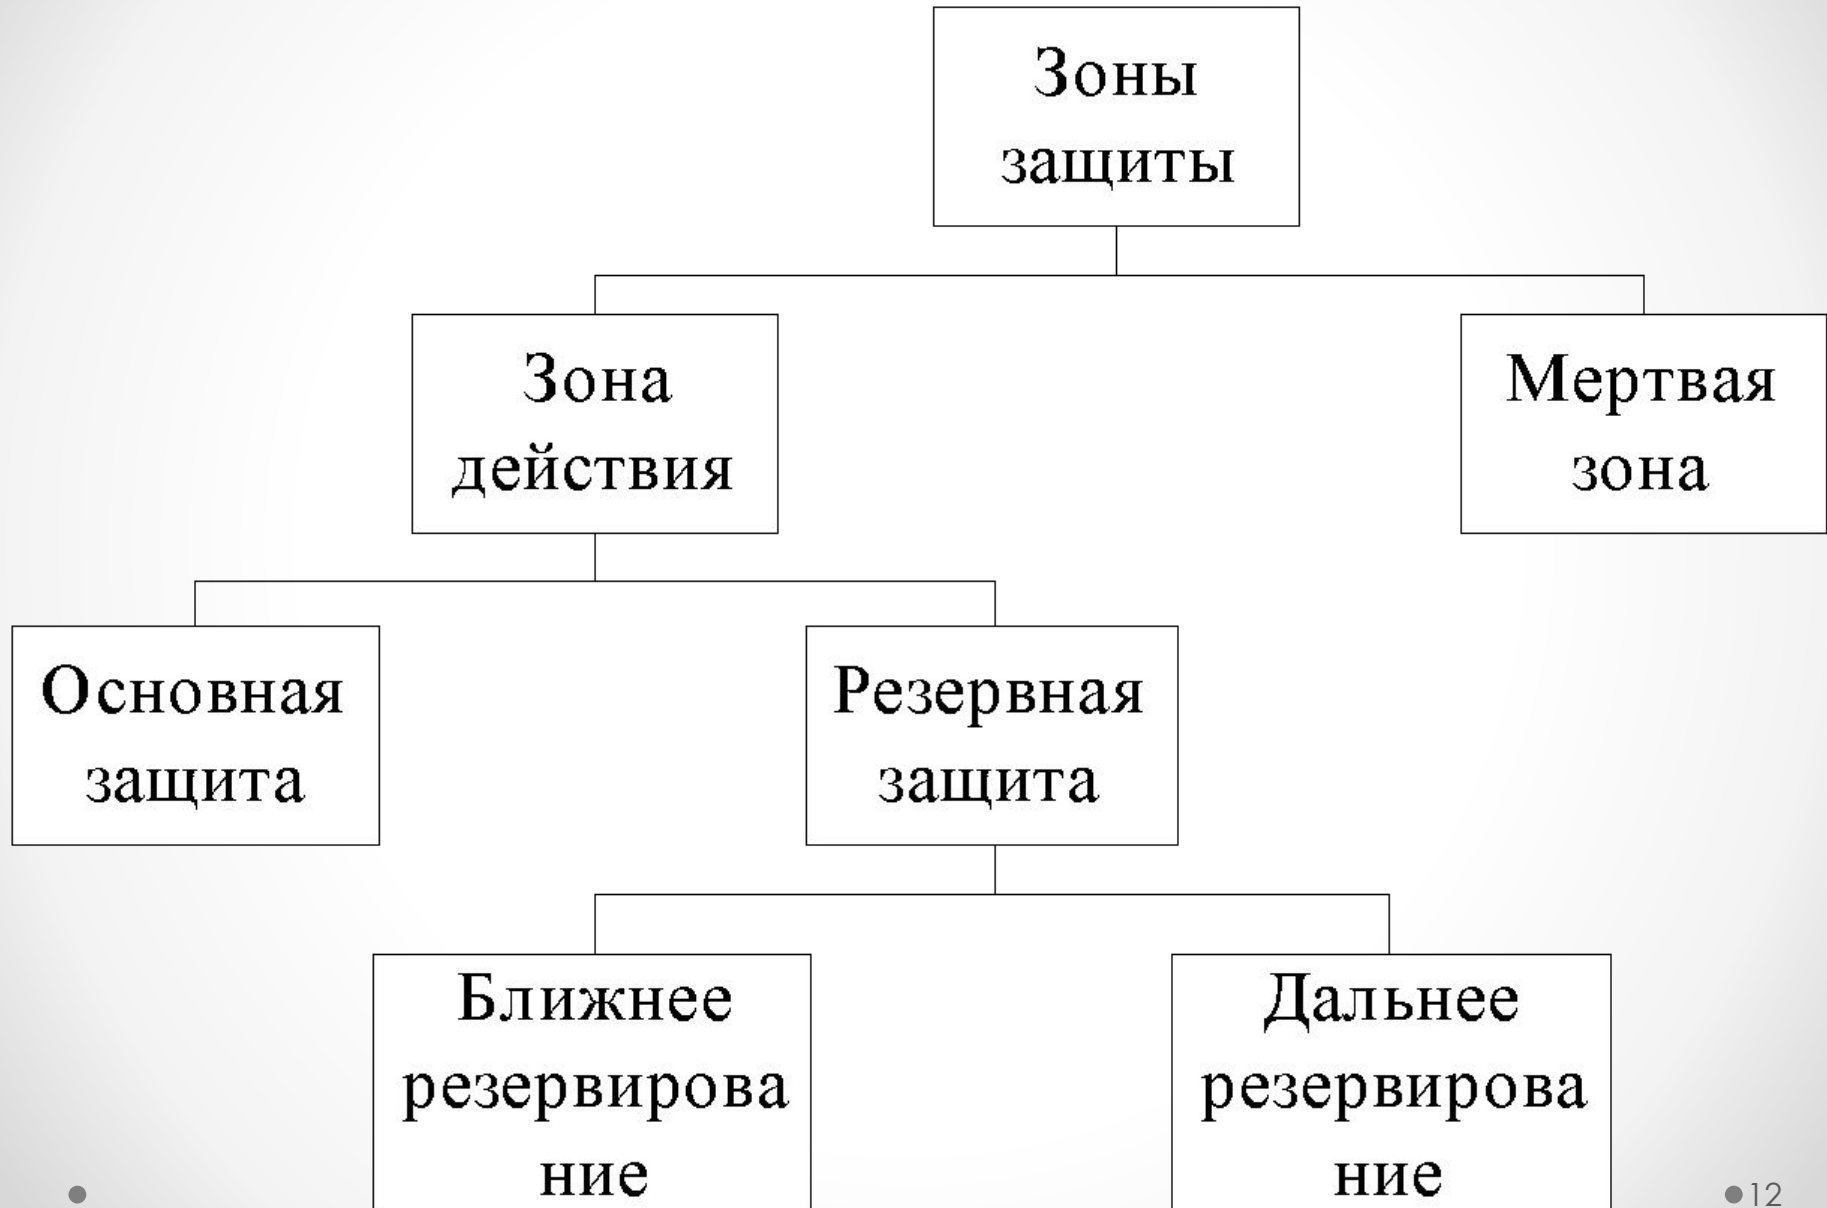 Зоны
защиты
Зона
действия
Мертвая
зона
Основная
защита
Резервная
защита
Ближнее
резервирова
ние
Дальнее
резервирова
ние
12